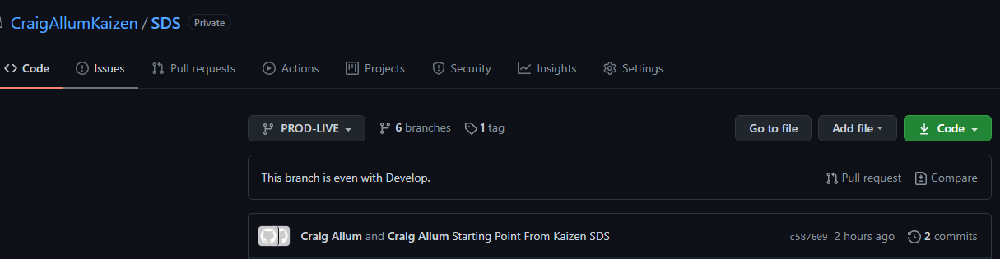 CraigAllumKaizen / SDS Private
Code Issues Pull requests Actions Projects Security Insights Settings
PROD-LIVE 6 branches 1 tag Go to file Add file Code
This branch is even with Develop. Pull request Compare
Craig Allum and Craig Allum Starting Point From Kaizen SDS c587609 2 hours ago 2 commits